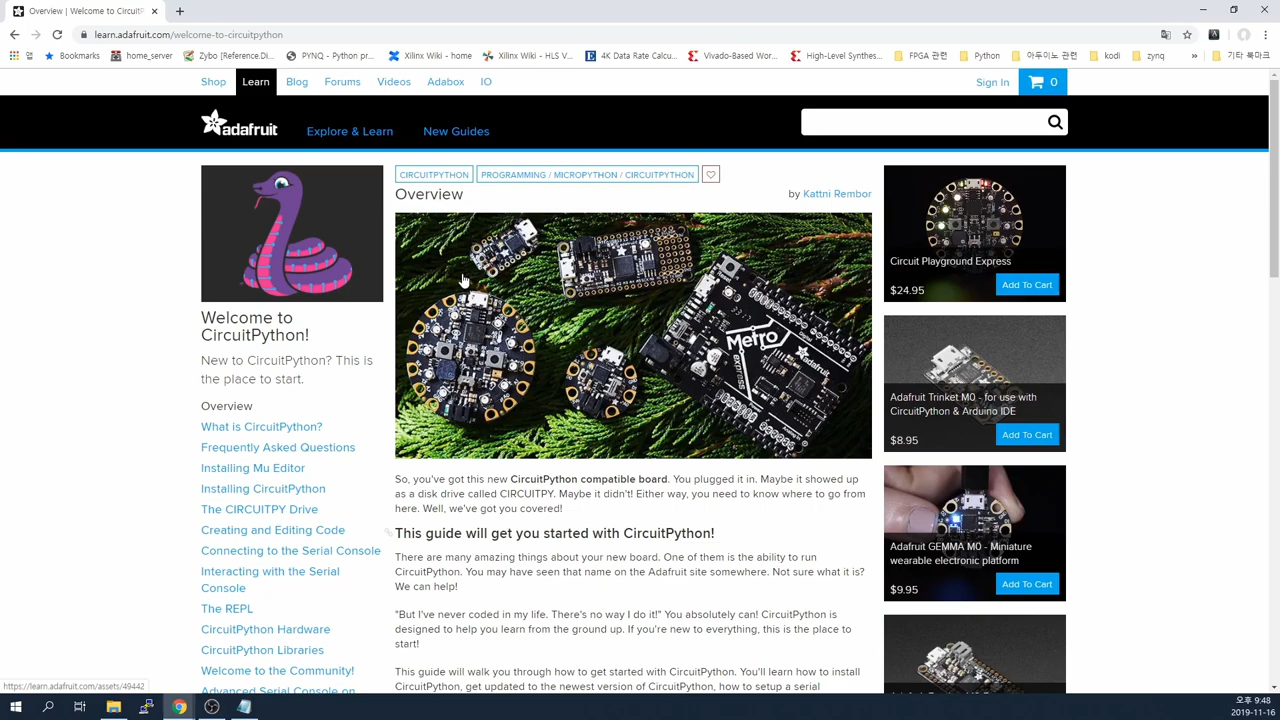 Overview | Welcome to CircuitP
learn.adafruit.com/welcome-to-circuitpython
앱
북마크
home_server
Zybo [Reference.Di...
PYNQ - Python pr...
Xilinx Wiki - home
Xilinx Wiki - HLS V...
4K Data Rate Calcu...
Vivado-Based Wor...
High-Level Synthes...
FPGA 관련
Python
아두이노 관련
kodi
zynq
»
기타 북마크
Shop
Learn
Blog
Forums
Videos
Adabox
IO
Sign In
0
adafruit
Explore & Learn
New Guides
CIRCUITPYTHON
PROGRAMMING / MICROPYTHON / CIRCUITPYTHON
Overview
by Kattni Rembor
Metro
express
adafruit
Welcome to
CircuitPython!
New to CircuitPython? This is
the place to start.
Overview
What is CircuitPython?
Frequently Asked Questions
Installing Mu Editor
Installing CircuitPython
The CIRCUITPY Drive
Creating and Editing Code
Connecting to the Serial Console
Interacting with the Serial
Console
The REPL
CircuitPython Hardware
CircuitPython Libraries
Welcome to the Community!
Advanced Serial Console on
So, you've got this new CircuitPython compatible board. You plugged it in. Maybe it showed up
as a disk drive called CIRCUITPY. Maybe it didn't! Either way, you need to know where to go from
here. Well, we've got you covered!
This guide will get you started with CircuitPython!
There are many amazing things about your new board. One of them is the ability to run
CircuitPython. You may have seen that name on the Adafruit site somewhere. Not sure what it is?
We can help!
"But I've never coded in my life. There's no way I do it!" You absolutely can! CircuitPython is
designed to help you learn from the ground up. If you're new to everything, this is the place to
start!
This guide will walk you through how to get started with CircuitPython. You'll learn how to install
CircuitPython, get updated to the newest version of CircuitPython, how to setup a serial
Circuit Playground Express
$24.95
Add To Cart
Adafruit Trinket M0 - for use with
CircuitPython & Arduino IDE
$8.95
Add To Cart
Adafruit GEMMA M0 - Miniature
wearable electronic platform
$9.95
Add To Cart
https://learn.adafruit.com/assets/49442
오후 9:48
2019-11-16